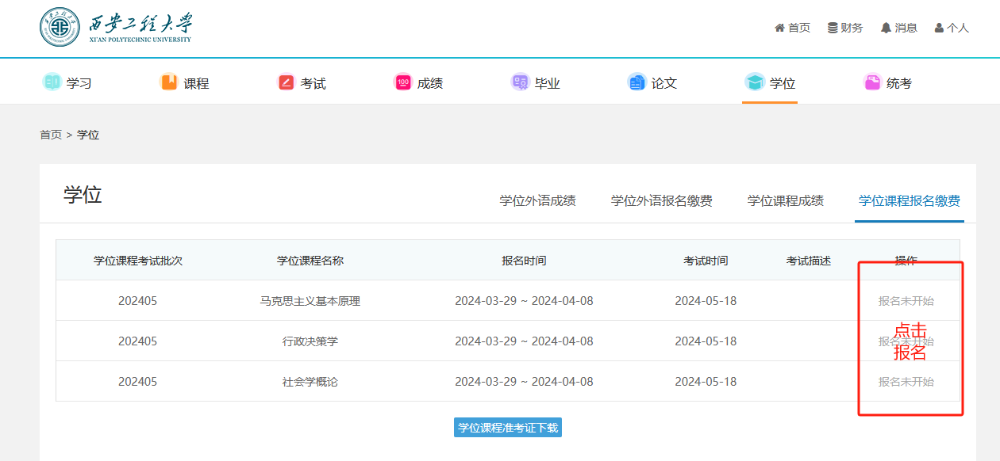 西安工程大学
XI'AN POLYTECHNIC UNIVERSITY
首页 财务 消息 个人
学习 课程 考试 成绩 毕业 论文 学位 统考
首页 > 学位
学位
学位外语成绩 学位外语报名缴费 学位课程成绩 学位课程报名缴费
学位课程考试批次 学位课程名称 报名时间 考试时间 考试描述 操作
202405 马克思主义基本原理 2024-03-29 ~ 2024-04-08 2024-05-18 报名未开始
202405 行政决策学 2024-03-29 ~ 2024-04-08 2024-05-18 报名未开始
点击
报名
202405 社会学概论 2024-03-29 ~ 2024-04-08 2024-05-18 报名未开始
学位课程准考证下载